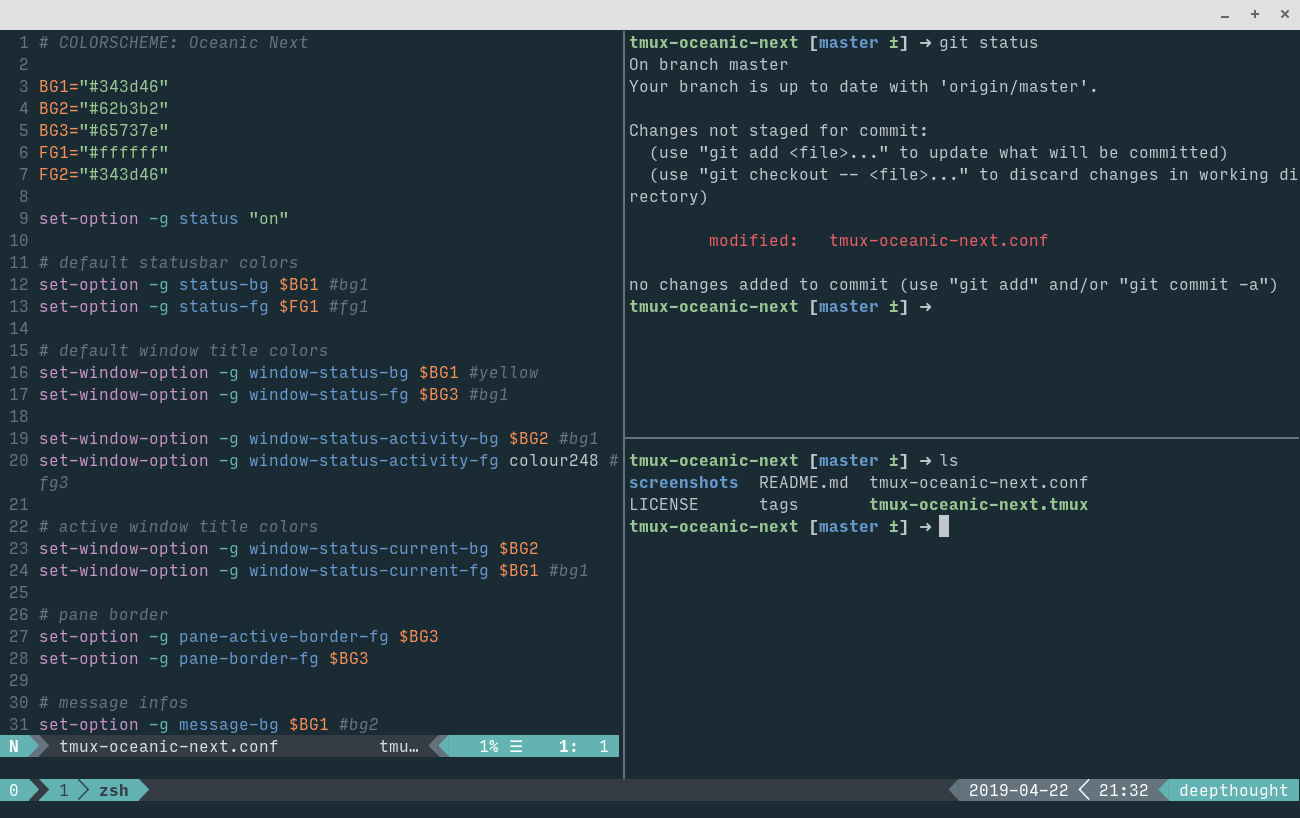 1 # COLORSCHEME: Oceanic Next
2
3 BG1="#343d46"
4 BG2="#62b3b2"
5 BG3="#65737e"
6 FG1="#ffffff"
7 FG2="#343d46"
8
9 set-option -g status "on"
10
11 # default statusbar colors
12 set-option -g status-bg $BG1 #bg1
13 set-option -g status-fg $FG1 #fg1
14
15 # default window title colors
16 set-window-option -g window-status-bg $BG1 #yellow
17 set-window-option -g window-status-fg $BG3 #bg1
18
19 set-window-option -g window-status-activity-bg $BG2 #bg1
20 set-window-option -g window-status-activity-fg colour248 #
fg3
21
22 # active window title colors
23 set-window-option -g window-status-current-bg $BG2
24 set-window-option -g window-status-current-fg $BG1 #bg1
25
26 # pane border
27 set-option -g pane-active-border-fg $BG3
28 set-option -g pane-border-fg $BG3
29
30 # message infos
31 set-option -g message-bg $BG1 #bg2
N tmux-oceanic-next.conf tmu… 1% ☰ 1: 1
tmux-oceanic-next [master ±] ➜ git status
On branch master
Your branch is up to date with 'origin/master'.
Changes not staged for commit:
(use "git add <file>..." to update what will be committed)
(use "git checkout -- <file>..." to discard changes in working di
rectory)
modified: tmux-oceanic-next.conf
no changes added to commit (use "git add" and/or "git commit -a")
tmux-oceanic-next [master ±] ➜
tmux-oceanic-next [master ±] ➜ ls
screenshots README.md tmux-oceanic-next.conf
LICENSE tags tmux-oceanic-next.tmux
tmux-oceanic-next [master ±] ➜
0 1 zsh 2019-04-22 21:32 deepthought